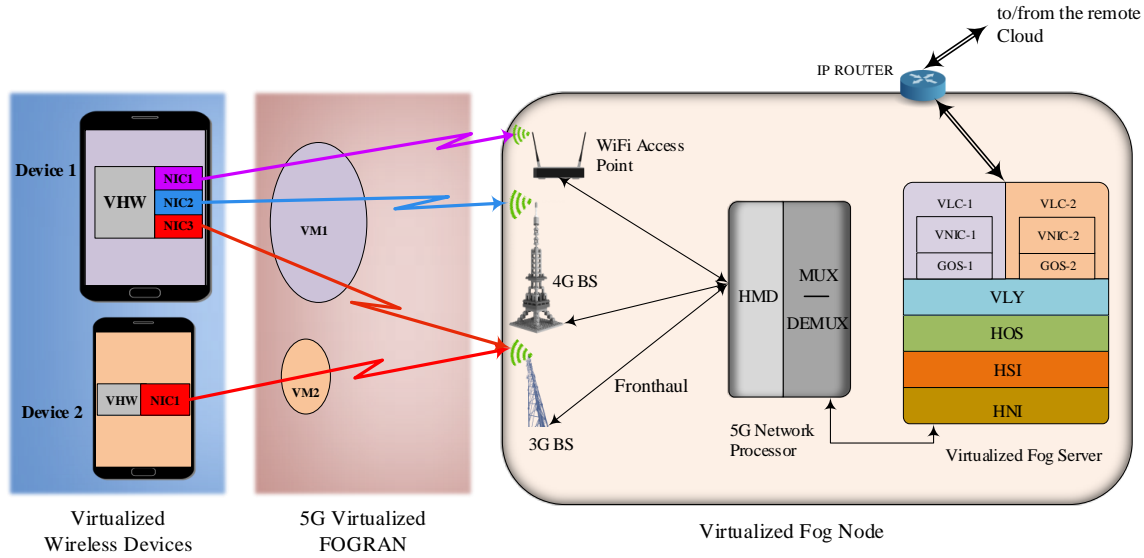 to/from the remote
Cloud
IP ROUTER
Device 1
VHW
NIC1
NIC2
NIC3
VM1
WiFi Access
Point
4G BS
3G BS
Fronthaul
HMD
MUX
DEMUX
5G Network
Processor
VLC-1
VNIC-1
GOS-1
VLC-2
VNIC-2
GOS-2
VLY
HOS
HSI
HNI
Virtualized Fog Server
Device 2
VHW
NIC1
VM2
Virtualized
Wireless Devices
5G Virtualized
FOGRAN
Virtualized Fog Node